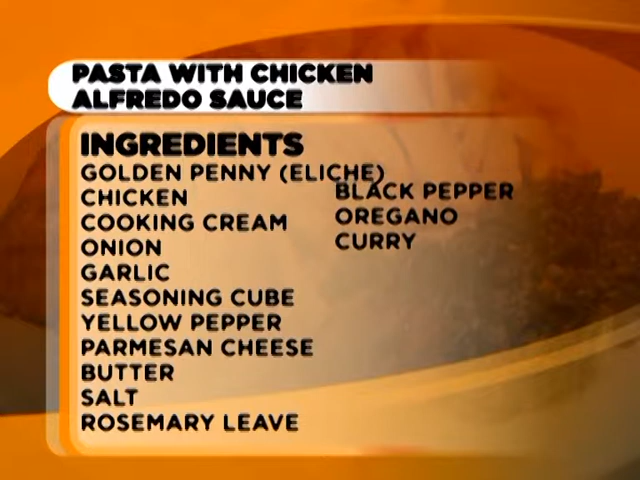 PASTA WITH CHICKEN
ALFREDO SAUCE
INGREDIENTS
GOLDEN PENNY (ELICHE)
CHICKEN
COOKING CREAM
ONION
GARLIC
SEASONING CUBE
YELLOW PEPPER
PARMESAN CHEESE
BUTTER
SALT
ROSEMARY LEAVE
BLACK PEPPER
OREGANO
CURRY